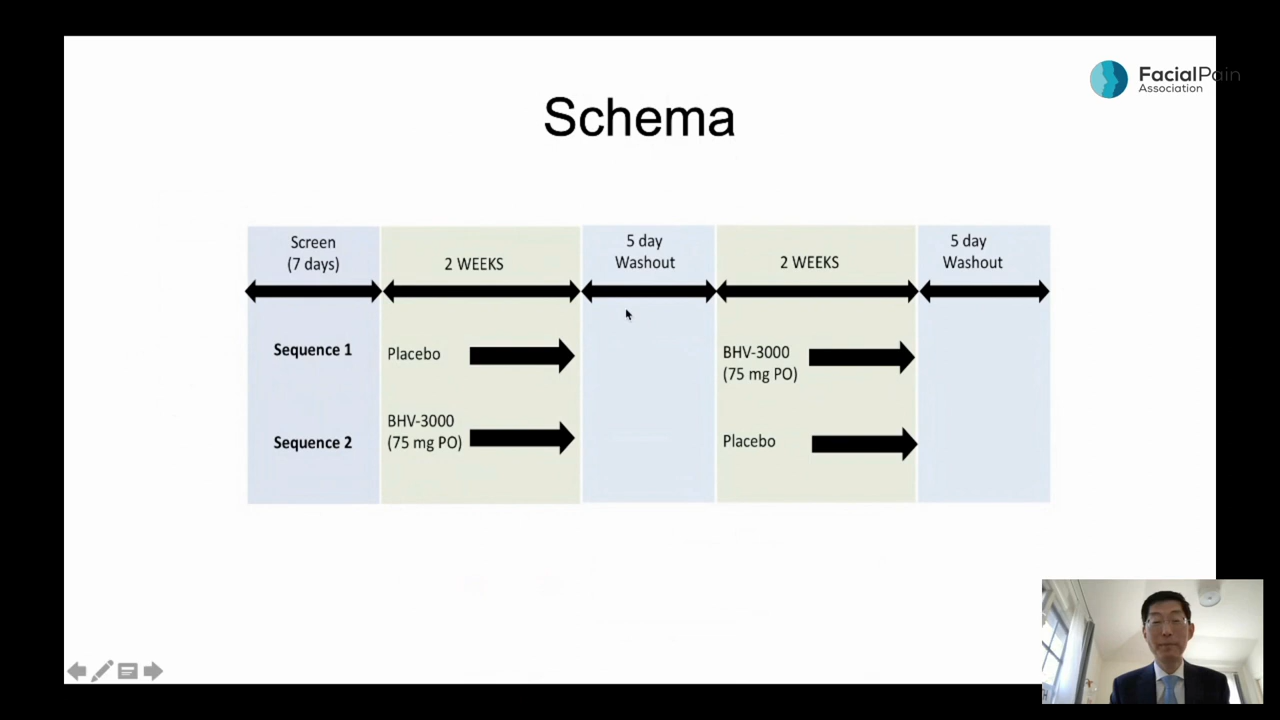 FacialPain
Association
Schema
Screen
(7 days)
2 WEEKS
5 day
Washout
2 WEEKS
5 day
Washout
Sequence 1
Placebo
BHV-3000
(75 mg PO)
Sequence 2
BHV-3000
(75 mg PO)
Placebo